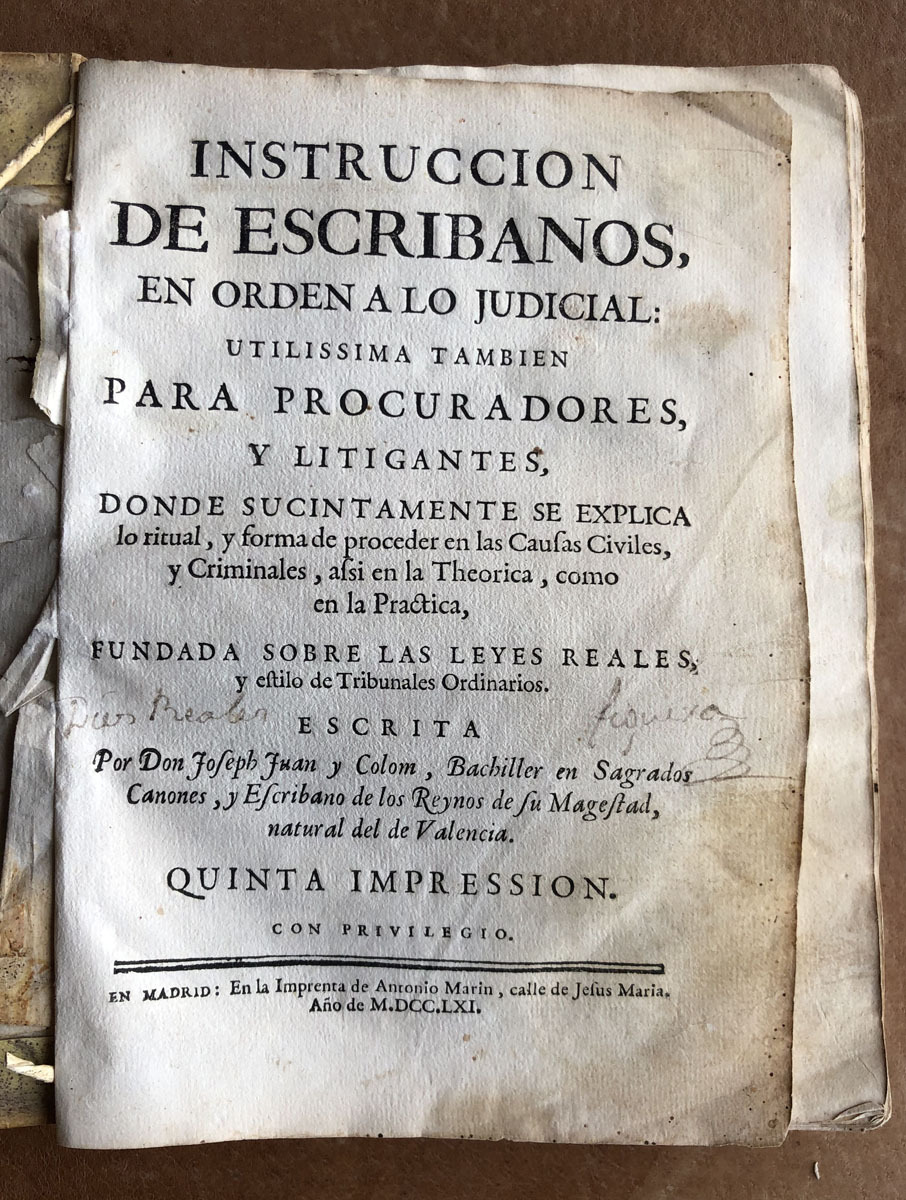 INSTRUCCION
DE ESCRIBANOS,
EN ORDEN A LO JUDICIAL:
UTILISSIMA TAMBIEN
PARA PROCURADORES,
Y LITIGANTES,
DONDE SUCINTAMENTE SE EXPLICA
lo ritual, y forma de proceder en las Cauſas Civiles,
y Criminales, aſsi en la Theorica, como
en la Practica,
FUNDADA SOBRE LAS LEYES REALES,
y eſtilo de Tribunales Ordinarios.
Reales
ESCRITA
Por Don Joſeph Juan y Colom, Bachiller en Sagrados
Canones, y Eſcribano de los Reynos de ſu Mageſtad,
natural del de Valencia.
QUINTA IMPRESSION.
CON PRIVILEGIO.
EN MADRID: En la Imprenta de Antonio Marin, calle de Jeſus Maria.
Año de M.DCC.LXI.